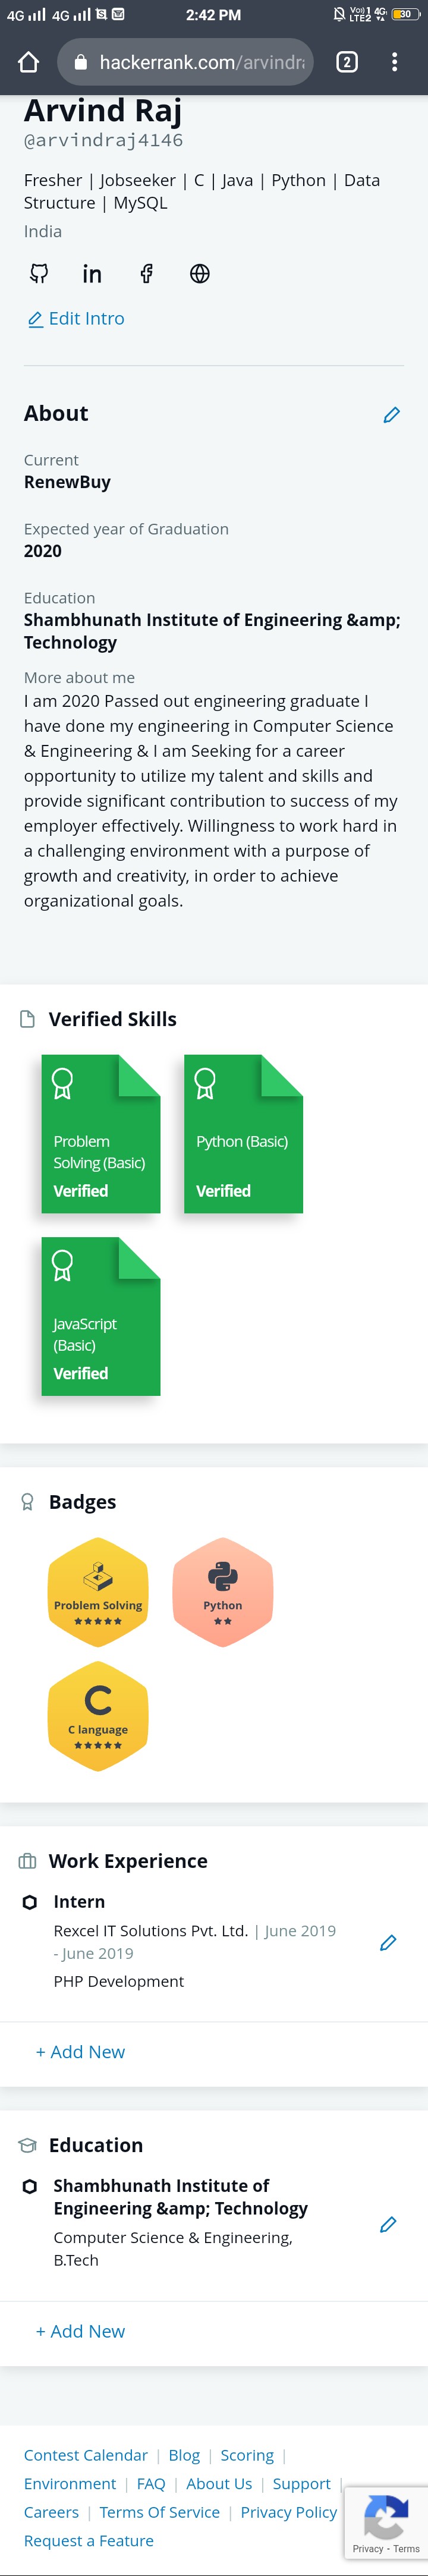 4G 4G 2:42 PM Vo) 1 4G LTE2 30
hackerrank.com/arvindra 2
Arvind Raj
@arvindraj4146
Fresher | Jobseeker | C | Java | Python | Data
Structure | MySQL
India
in
Edit Intro
About
Current
RenewBuy
Expected year of Graduation
2020
Education
Shambhunath Institute of Engineering &amp;
Technology
More about me
I am 2020 Passed out engineering graduate I
have done my engineering in Computer Science
& Engineering & I am Seeking for a career
opportunity to utilize my talent and skills and
provide significant contribution to success of my
employer effectively. Willingness to work hard in
a challenging environment with a purpose of
growth and creativity, in order to achieve
organizational goals.
Verified Skills
Problem
Solving (Basic)
Verified
Python (Basic)
Verified
JavaScript
(Basic)
Verified
Badges
Problem Solving
Python
C
C language
Work Experience
Intern
Rexcel IT Solutions Pvt. Ltd. | June 2019
- June 2019
PHP Development
+ Add New
Education
Shambhunath Institute of
Engineering &amp; Technology
Computer Science & Engineering,
B.Tech
+ Add New
Contest Calendar | Blog | Scoring |
Environment | FAQ | About Us | Support |
Careers | Terms Of Service | Privacy Policy
Request a Feature
Privacy - Terms